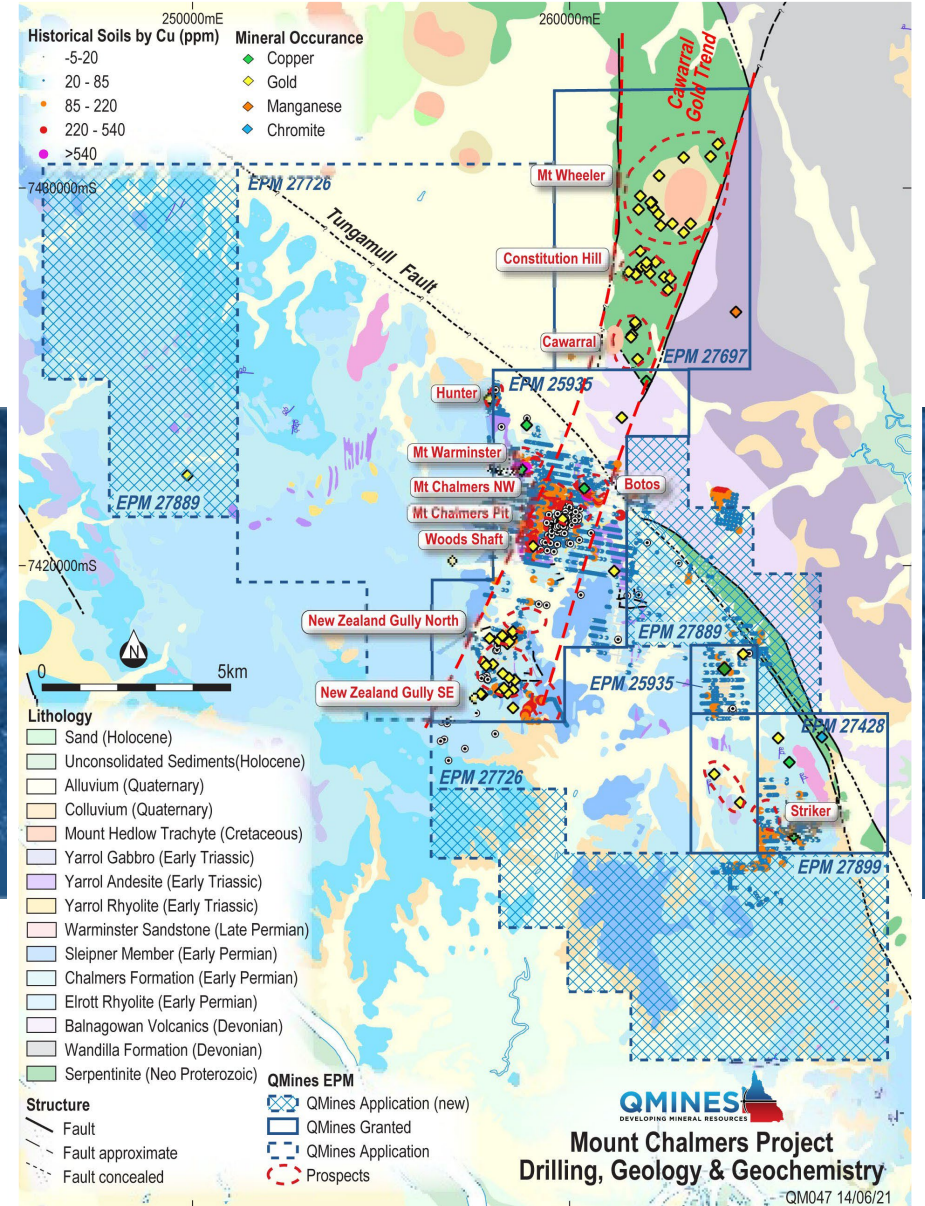 250000mE
260000mE
Historical Soils by Cu (ppm)
-5-20
20 - 85
85 - 220
220 - 540
>540
Mineral Occurance
Copper
Gold
Manganese
Chromite
Cawarral
Gold Trend
Mt Wheeler
7480000mS
EPM 27726
Tungamull Fault
Constitution Hill
Cawarral
EPM 27697
EPM 25935
Hunter
Mt Warminster
Mt Chalmers NW
Botos
Mt Chalmers Pit
Woods Shaft
EPM 27889
7420000mS
New Zealand Gully North
EPM 27889
EPM 25935
New Zealand Gully SE
EPM 27428
EPM 27726
Striker
EPM 27899
N
0
5km
Lithology
Sand (Holocene)
Unconsolidated Sediments(Holocene)
Alluvium (Quaternary)
Colluvium (Quaternary)
Mount Hedlow Trachyte (Cretaceous)
Yarrol Gabbro (Early Triassic)
Yarrol Andesite (Early Triassic)
Yarrol Rhyolite (Early Triassic)
Warminster Sandstone (Late Permian)
Sleipner Member (Early Permian)
Chalmers Formation (Early Permian)
Elrott Rhyolite (Early Permian)
Balnagowan Volcanics (Devonian)
Wandilla Formation (Devonian)
Serpentinite (Neo Proterozoic)
Structure
Fault
Fault approximate
Fault concealed
QMines EPM
QMines Application (new)
QMines Granted
QMines Application
Prospects
QMINES
DEVELOPING MINERAL RESOURCES
Mount Chalmers Project
Drilling, Geology & Geochemistry
QM047 14/06/21